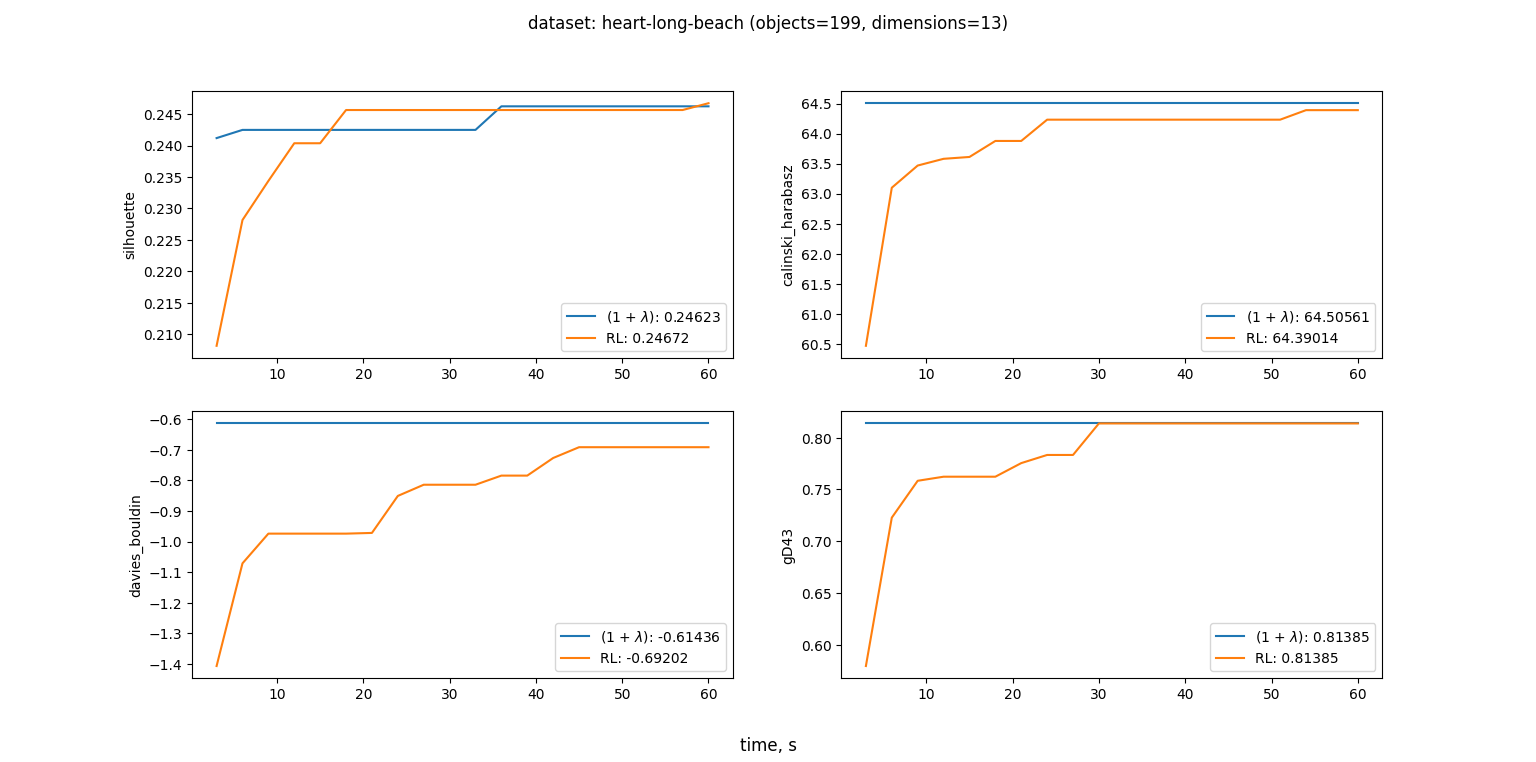 dataset: heart-long-beach (objects=199, dimensions=13)
silhouette
0.245
0.240
0.235
0.230
0.225
0.220
0.215
0.210
10 20 30 40 50 60
(1 + λ): 0.24623
RL: 0.24672
calinski_harabasz
64.5
64.0
63.5
63.0
62.5
62.0
61.5
61.0
60.5
10 20 30 40 50 60
(1 + λ): 64.50561
RL: 64.39014
davies_bouldin
−0.6
−0.7
−0.8
−0.9
−1.0
−1.1
−1.2
−1.3
−1.4
10 20 30 40 50 60
(1 + λ): -0.61436
RL: -0.69202
gD43
0.80
0.75
0.70
0.65
0.60
10 20 30 40 50 60
(1 + λ): 0.81385
RL: 0.81385
time, s